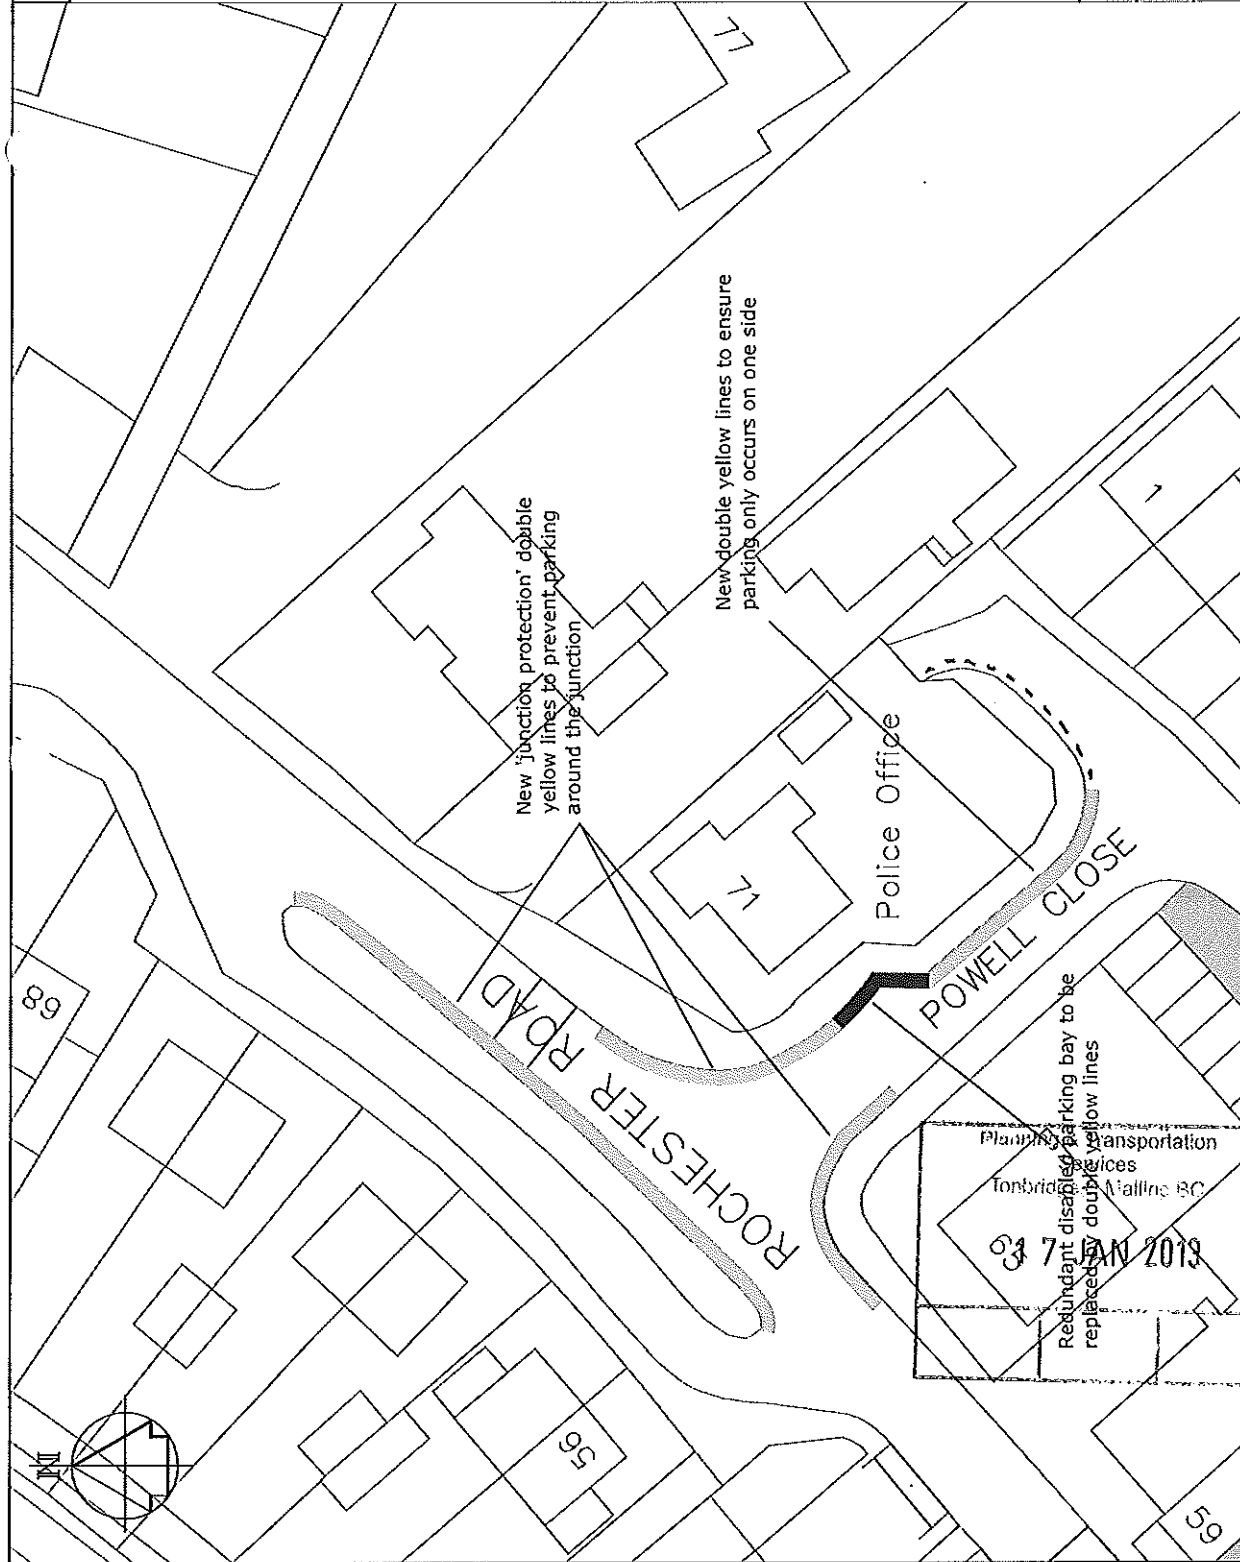 77
New 'junction protection' double
yellow lines to prevent parking
around the junction
New double yellow lines to ensure
parking only occurs on one side
1
68
ROCHESTER ROAD
71
Police Office
POWELL CLOSE
Redundant disabled parking bay to be
replaced by double yellow lines
Planning Transportation
Services
Tonbridge Malling BC
17 JAN 2013
63
N
56
59